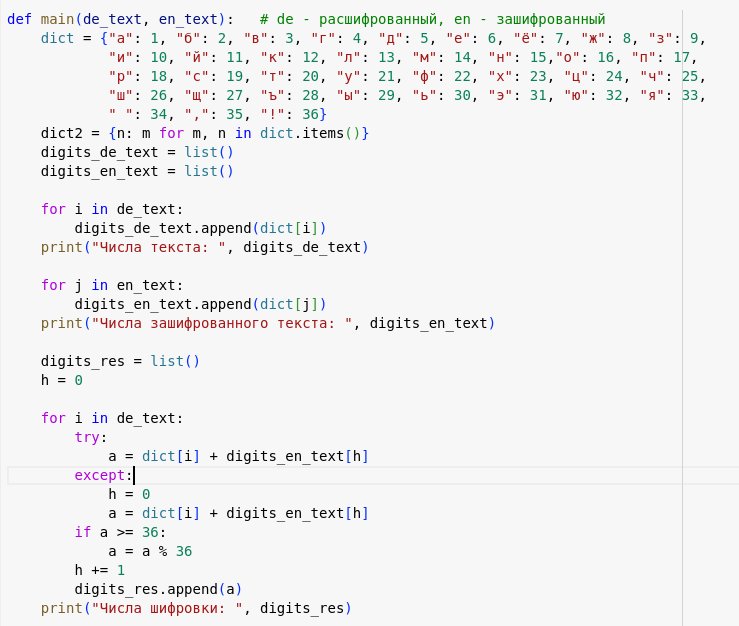 def main(de_text, en_text):   # de - расшифрованный, en - зашифрованный
    dict = {"а": 1, "б": 2, "в": 3, "г": 4, "д": 5, "е": 6, "ё": 7, "ж": 8, "з": 9,
            "и": 10, "й": 11, "к": 12, "л": 13, "м": 14, "н": 15,"о": 16, "п": 17,
            "р": 18, "с": 19, "т": 20, "у": 21, "ф": 22, "х": 23, "ц": 24, "ч": 25,
            "ш": 26, "щ": 27, "ъ": 28, "ы": 29, "ь": 30, "э": 31, "ю": 32, "я": 33,
            " ": 34, ",": 35, "!": 36}
    dict2 = {n: m for m, n in dict.items()}
    digits_de_text = list()
    digits_en_text = list()

    for i in de_text:
        digits_de_text.append(dict[i])
    print("Числа текста: ", digits_de_text)

    for j in en_text:
        digits_en_text.append(dict[j])
    print("Числа зашифрованного текста: ", digits_en_text)

    digits_res = list()
    h = 0

    for i in de_text:
        try:
            a = dict[i] + digits_en_text[h]
        except:
            h = 0
            a = dict[i] + digits_en_text[h]
        if a >= 36:
            a = a % 36
        h += 1
        digits_res.append(a)
    print("Числа шифровки: ", digits_res)